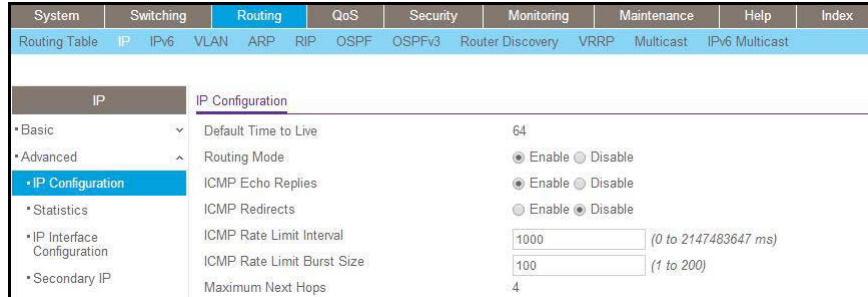 System Switching Routing QoS Security Monitoring Maintenance Help Index
Routing Table IP IPv6 VLAN ARP RIP OSPF OSPFv3 Router Discovery VRRP Multicast IPv6 Multicast
IP
IP Configuration
Basic
Default Time to Live 64
Advanced
Routing Mode Enable Disable
IP Configuration
ICMP Echo Replies Enable Disable
Statistics
ICMP Redirects Enable Disable
IP Interface
Configuration
ICMP Rate Limit Interval 1000 (0 to 2147483647 ms)
ICMP Rate Limit Burst Size 100 (1 to 200)
Secondary IP
Maximum Next Hops 4